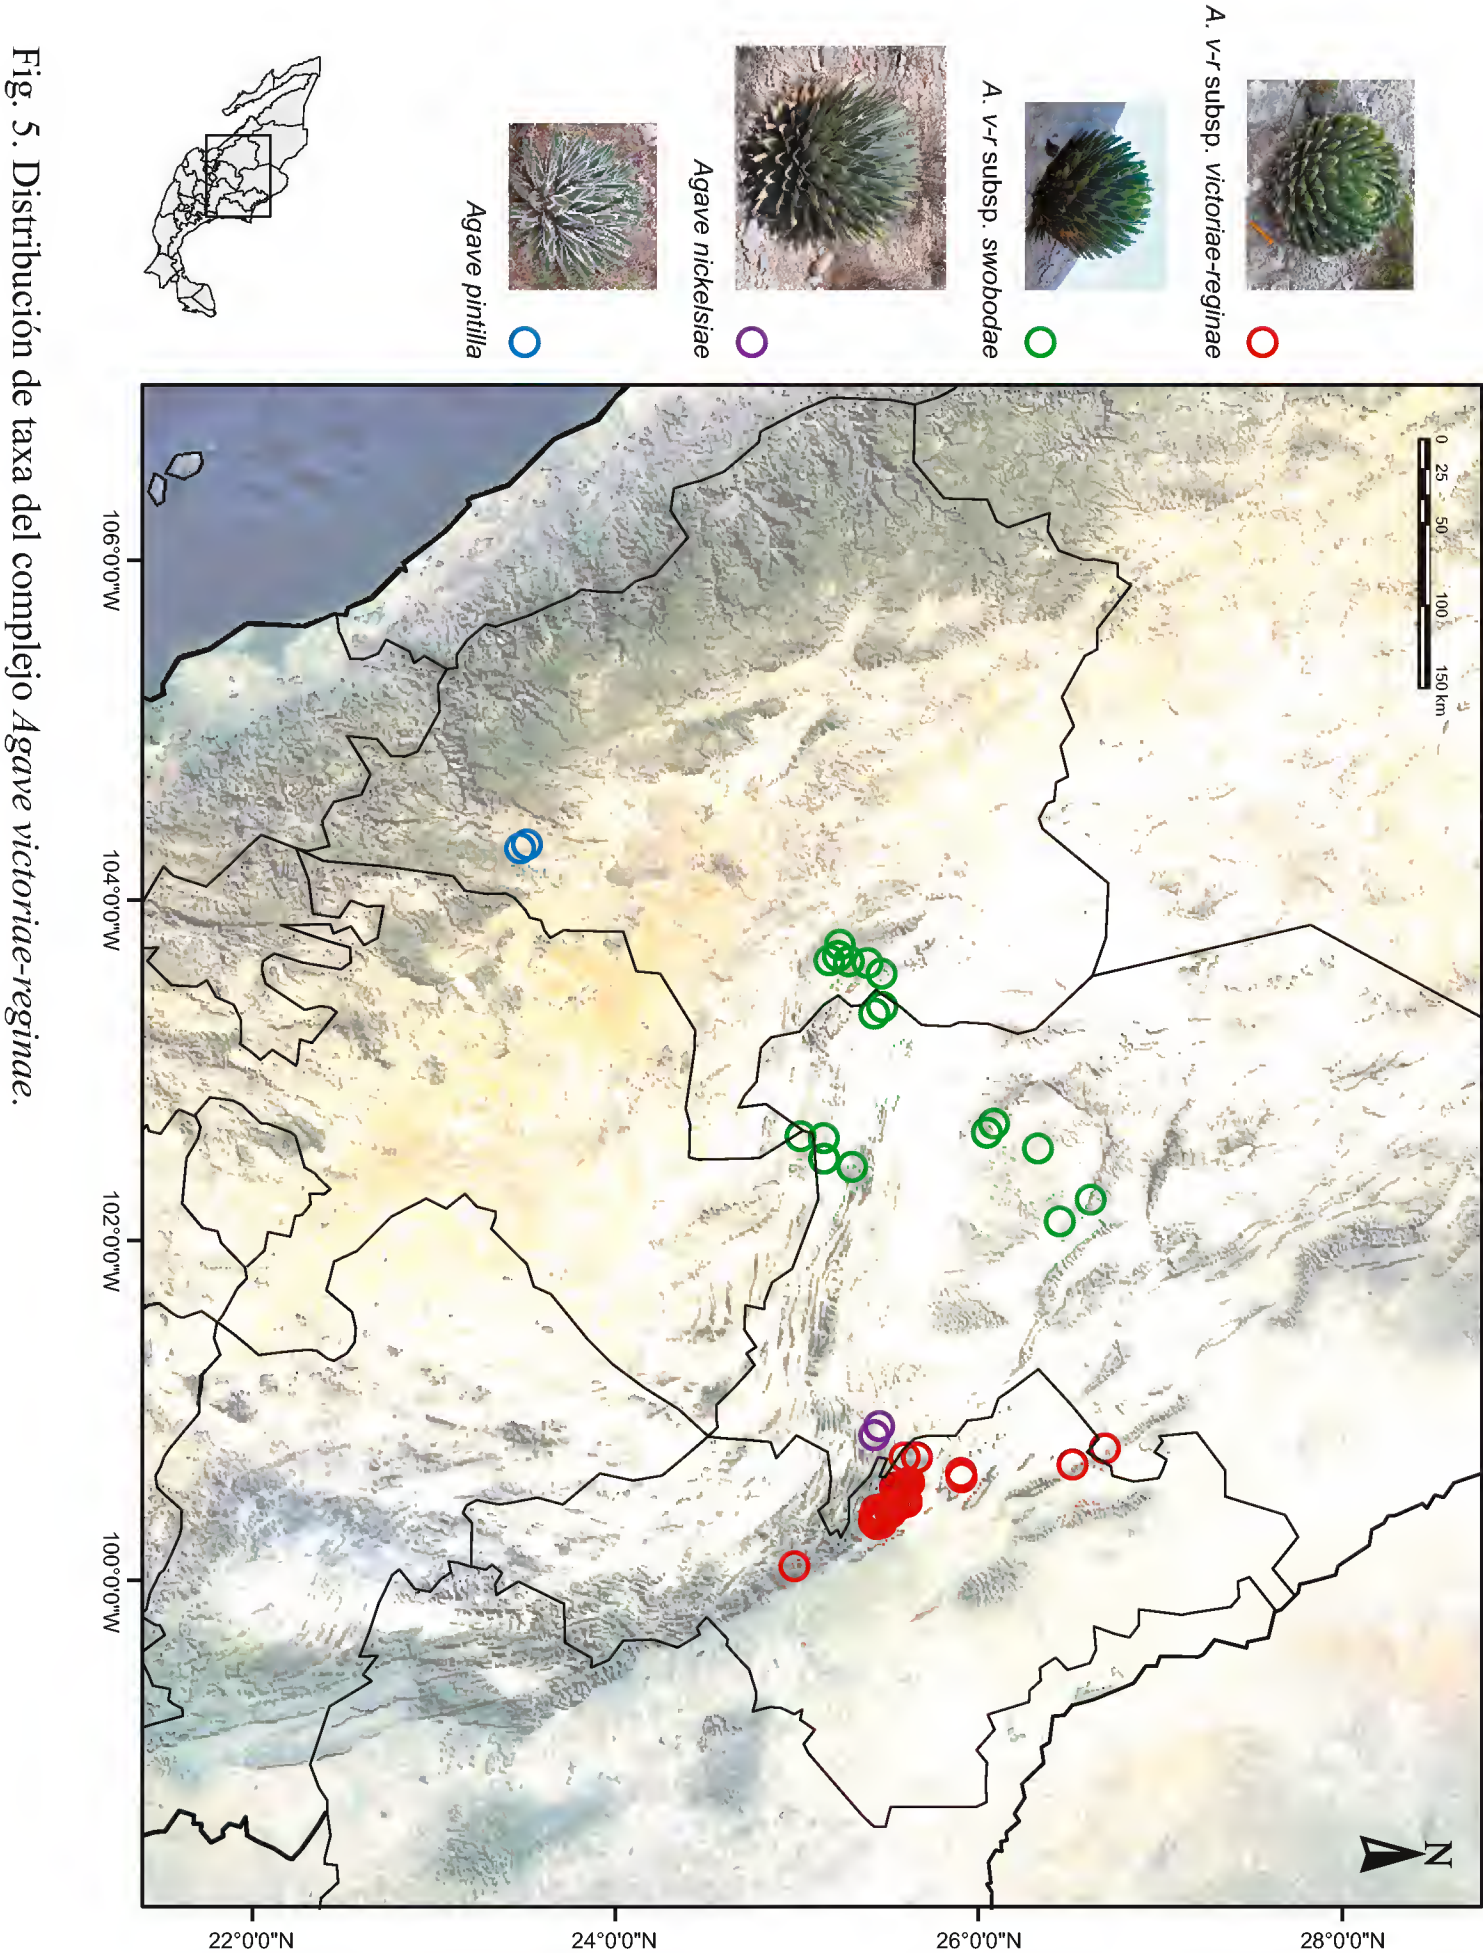 A. v-r subsp. victoriae-reginae
A. v-r subsp. swobodae
Agave nickelsiae
Agave pintilla
0 25 50 100 150 km
N
28°0'0"N
26°0'0"N
24°0'0"N
22°0'0"N
106°0'0"W
104°0'0"W
102°0'0"W
100°0'0"W
Fig. 5. Distribución de taxa del complejo Agave victoriae-reginae.